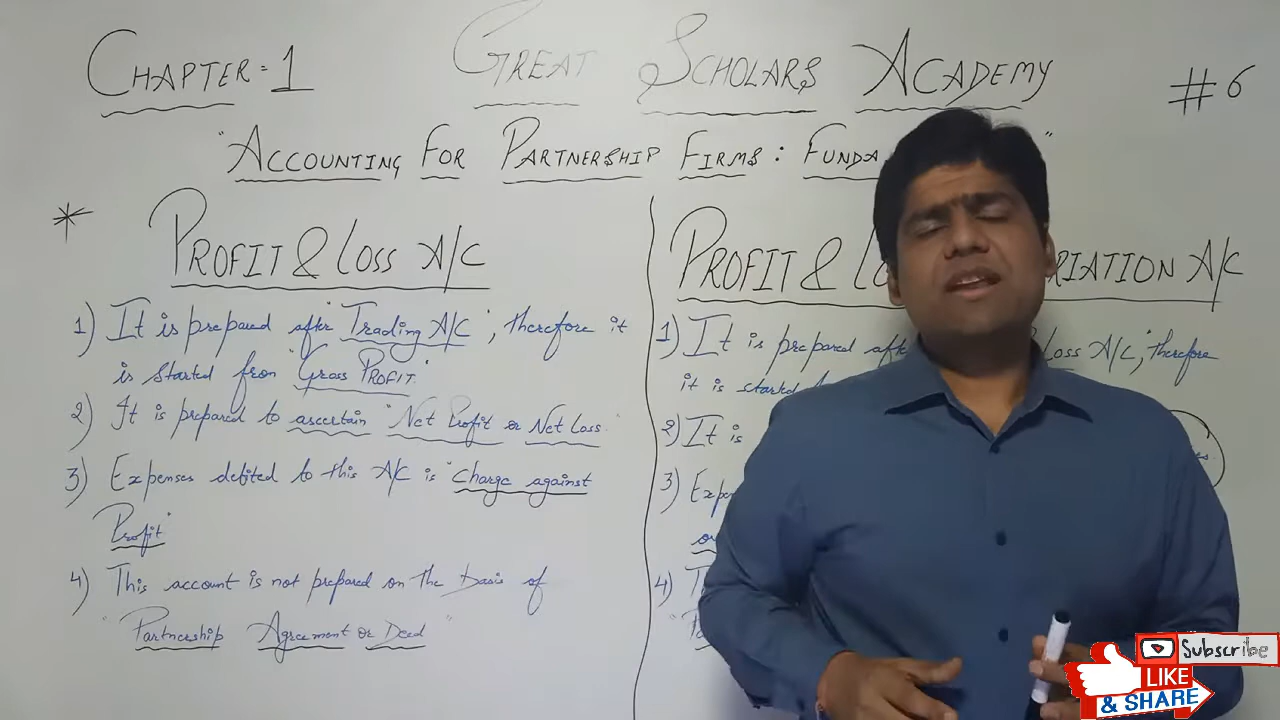 CHAPTER=1
GREAT SCHOLARS ACADEMY
#6
"ACCOUNTING FOR PARTNERSHIP FIRMS: FUNDA "
*
PROFIT & LOSS A/C
1) It is prepared after "Trading A/C", therefore it
is started from "GROSS PROFIT."
2) It is prepared to ascertain "Net Profit or Net Loss."
3) Expenses debited to this A/C is "Charge against
Profit"
4) This account is not prepared on the basis of
"Partnership Agreement or Deed"
PROFIT & LO RIATION A/C
1) It is prepared aft Loss A/C", therefore
it is started
2) It is
3) Expe
4) T
Subscribe
LIKE
& SHARE